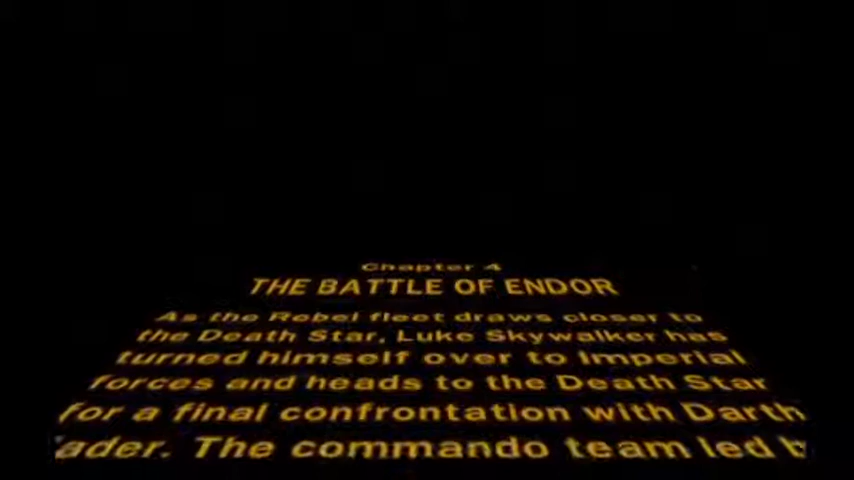 Chapter 4
THE BATTLE OF ENDOR
As the Rebel fleet draws closer to
the Death Star, Luke Skywalker has
turned himself over to Imperial
forces and heads to the Death Star
for a final confrontation with Darth
ader. The commando team led b